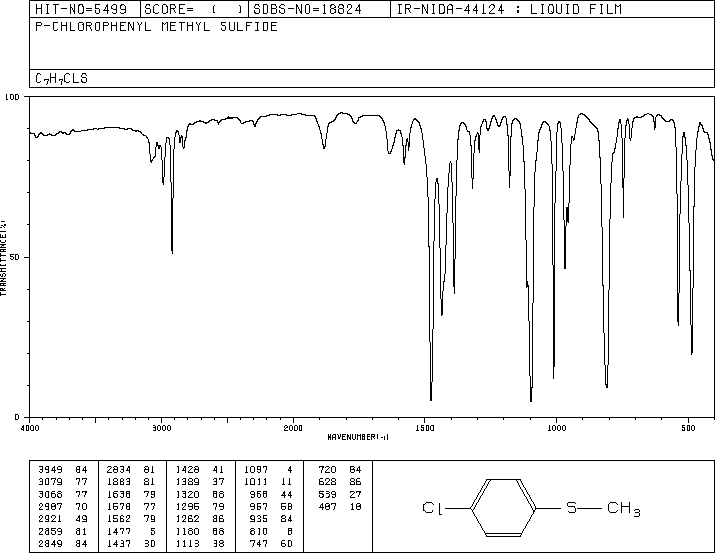 HIT-NO=5499 SCORE= ( ) SDBS-NO=18824 IR-NIDA-44124 : LIQUID FILM
P-CHLOROPHENYL METHYL SULFIDE
C7H7CLS
100
50
0
TRANSMITTANCE(%)
4000 3000 2000 1500 1000 500
WAVENUMBER(-1)
3949 84 2834 81 1428 41 1097 4 720 84
3079 77 1883 81 1389 37 1011 11 628 86
3068 77 1638 79 1320 68 968 44 539 27
2987 70 1578 77 1296 79 957 58 487 18
2921 49 1562 79 1262 86 935 84
2859 81 1477 5 1180 68 810 8
2849 84 1437 30 1113 38 747 60
Cl S CH3